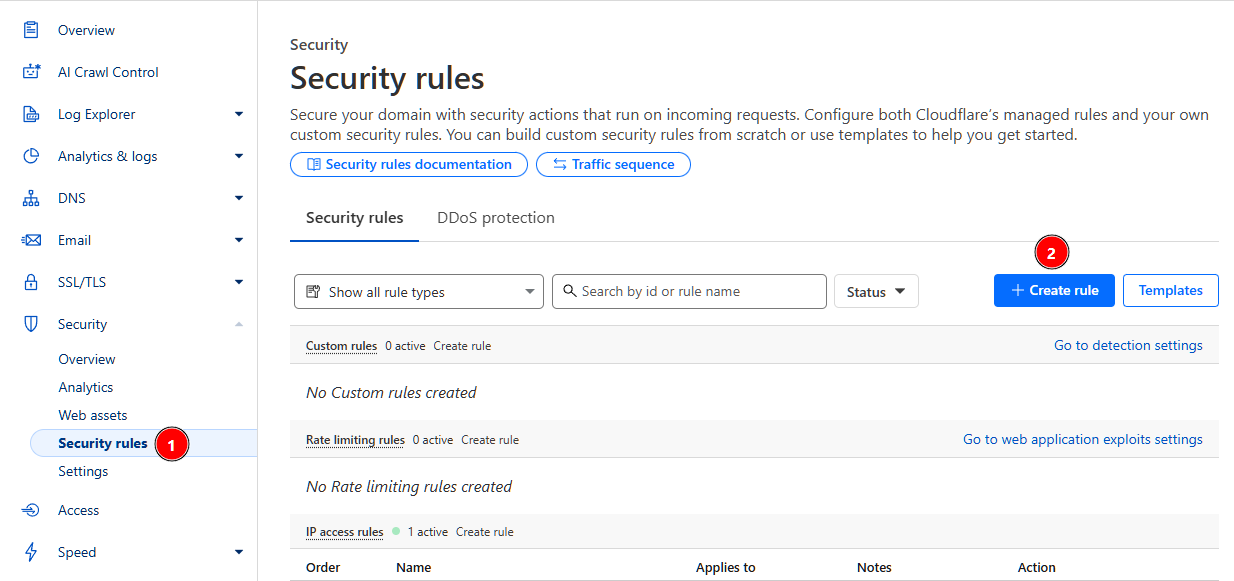 Overview
AI Crawl Control
Log Explorer
Analytics & logs
DNS
Email
SSL/TLS
Security
Overview
Analytics
Web assets
Security rules 1
Settings
Access
Speed
Security
Security rules
Secure your domain with security actions that run on incoming requests. Configure both Cloudflare's managed rules and your own
custom security rules. You can build custom security rules from scratch or use templates to help you get started.
Security rules documentation Traffic sequence
Security rules DDoS protection
2
Show all rule types Search by id or rule name Status + Create rule Templates
Custom rules 0 active Create rule Go to detection settings
No Custom rules created
Rate limiting rules 0 active Create rule Go to web application exploits settings
No Rate limiting rules created
IP access rules 1 active Create rule
Order Name Applies to Notes Action